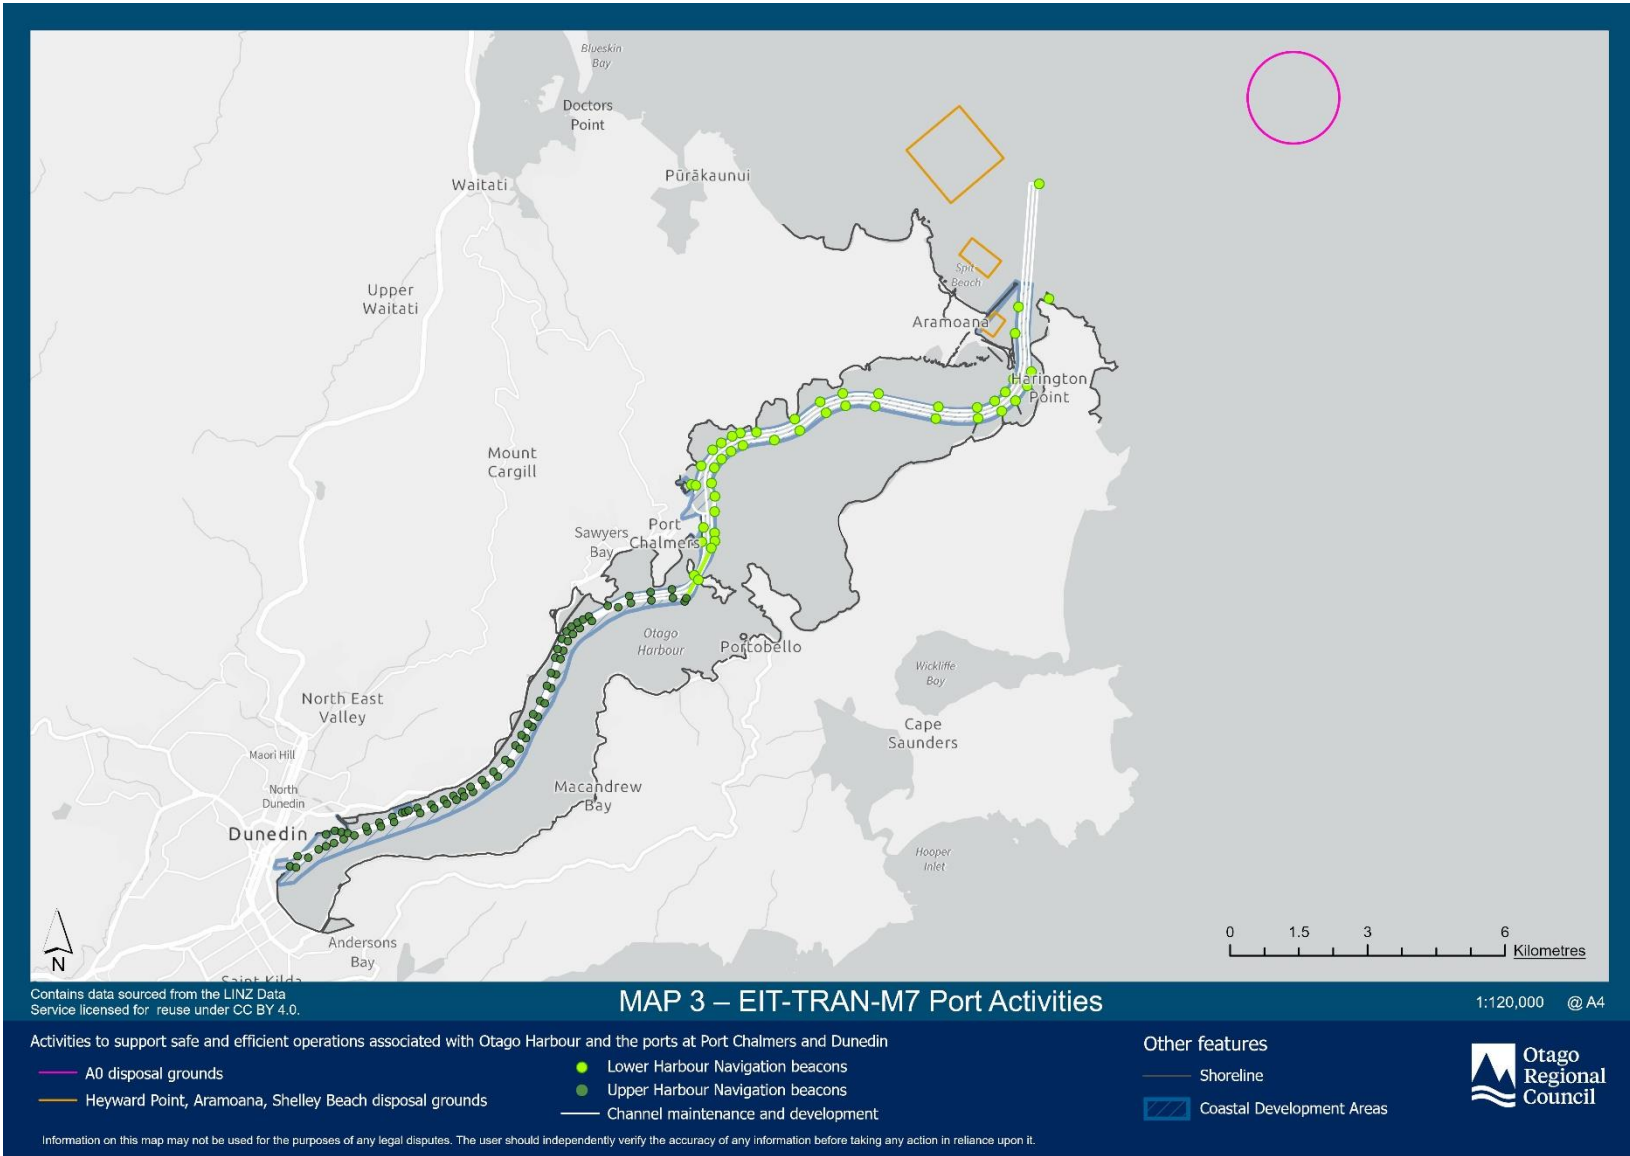 Blueskin
Bay
Doctors
Point
Waitati
Pūrākaunui
Upper
Waitati
Spit
Beach
Aramoana
Harington
Point
Mount
Cargill
Port
Chalmers
Sawyers
Bay
Otago
Harbour
Portobello
Wickliffe
Bay
North East
Valley
Cape
Saunders
Maori Hill
North
Dunedin
Macandrew
Bay
Dunedin
Hooper
Inlet
Andersons
Bay
Saint Kilda
N
0 1.5 3 6
Kilometres
Contains data sourced from the LINZ Data
Service licensed for reuse under CC BY 4.0.
MAP 3 – EIT-TRAN-M7 Port Activities
1:120,000 @ A4
Activities to support safe and efficient operations associated with Otago Harbour and the ports at Port Chalmers and Dunedin
A0 disposal grounds
Heyward Point, Aramoana, Shelley Beach disposal grounds
Lower Harbour Navigation beacons
Upper Harbour Navigation beacons
Channel maintenance and development
Other features
Shoreline
Coastal Development Areas
Otago
Regional
Council
Information on this map may not be used for the purposes of any legal disputes. The user should independently verify the accuracy of any information before taking any action in reliance upon it.